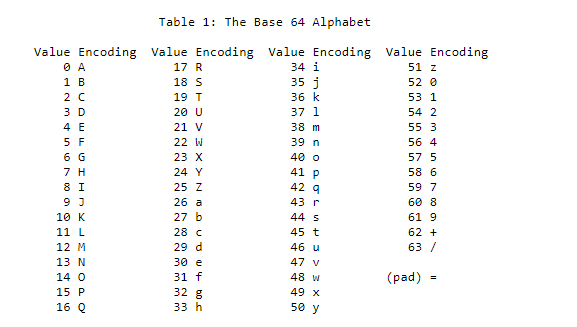 Table 1: The Base 64 Alphabet
Value Encoding Value Encoding Value Encoding Value Encoding
0 A 17 R 34 i 51 z
1 B 18 S 35 j 52 0
2 C 19 T 36 k 53 1
3 D 20 U 37 l 54 2
4 E 21 V 38 m 55 3
5 F 22 W 39 n 56 4
6 G 23 X 40 o 57 5
7 H 24 Y 41 p 58 6
8 I 25 Z 42 q 59 7
9 J 26 a 43 r 60 8
10 K 27 b 44 s 61 9
11 L 28 c 45 t 62 +
12 M 29 d 46 u 63 /
13 N 30 e 47 v
14 O 31 f 48 w (pad) =
15 P 32 g 49 x
16 Q 33 h 50 y